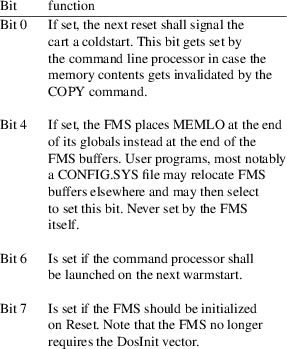 Bit function
Bit 0 If set, the next reset shall signal the
cart a coldstart. This bit gets set by
the command line processor in case the
memory contents gets invalidated by the
COPY command.
Bit 4 If set, the FMS places MEMLO at the end
of its globals instead at the end of the
FMS buffers. User programs, most notably
a CONFIG.SYS file may relocate FMS
buffers elsewhere and may then select
to set this bit. Never set by the FMS
itself.
Bit 6 Is set if the command processor shall
be launched on the next warmstart.
Bit 7 Is set if the FMS should be initialized
on Reset. Note that the FMS no longer
requires the DosInit vector.